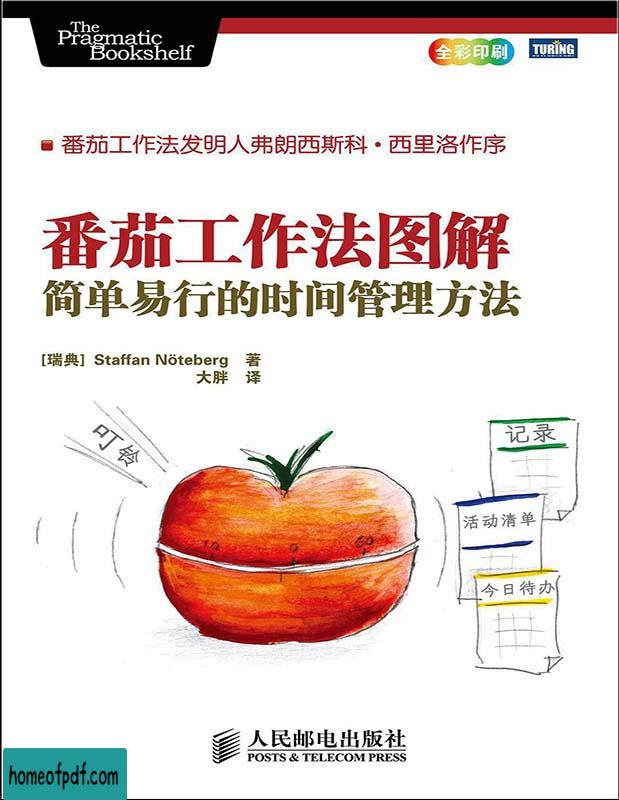 The
Pragmatic
Bookshelf
全彩印刷
TURING
番茄工作法发明人弗朗西斯科·西里洛作序
番茄工作法图解
简单易行的时间管理方法
[瑞典] Staffan Nöteberg 著
大胖 译
叮铃
记录
活动清单
今日待办
10 0 50
人民邮电出版社
POSTS & TELECOM PRESS
homeofpdf.com